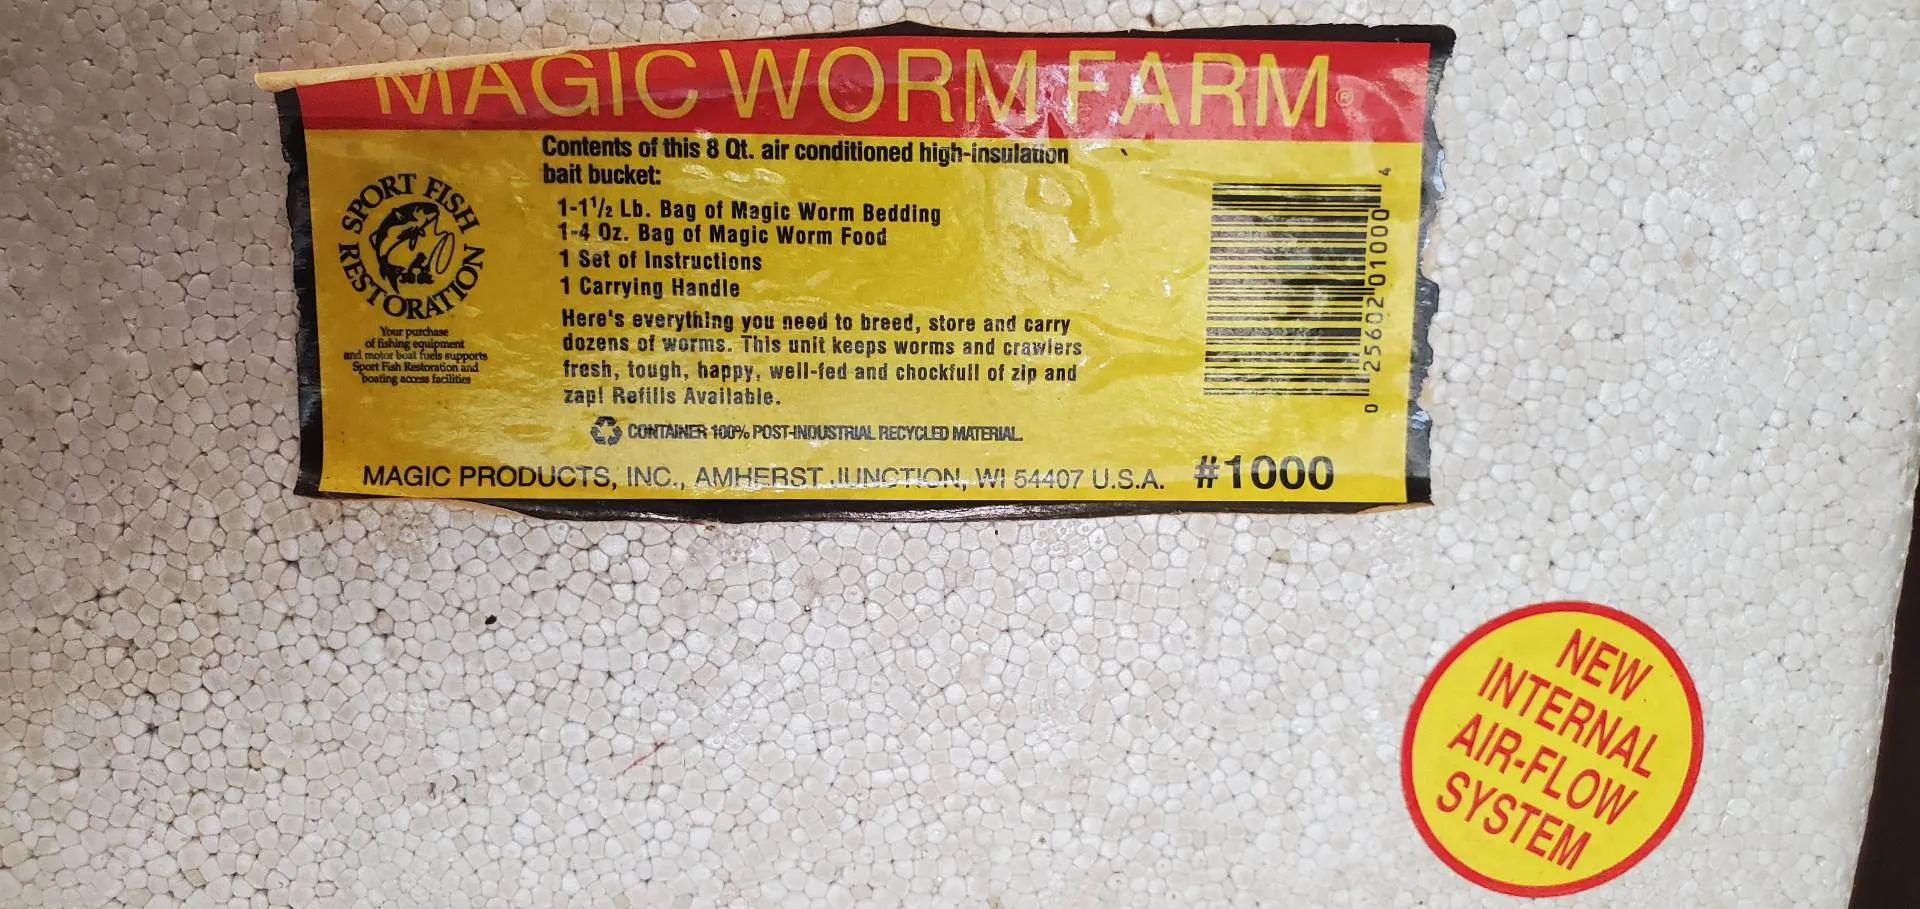 MAGIC WORM FARM®
Contents of this 8 Qt. air conditioned high-insulation
bait bucket:
1-1½ Lb. Bag of Magic Worm Bedding
1-4 Oz. Bag of Magic Worm Food
1 Set of Instructions
1 Carrying Handle
Here's everything you need to breed, store and carry
dozens of worms. This unit keeps worms and crawlers
fresh, tough, happy, well-fed and chockfull of zip and
zap! Refills Available.
CONTAINER 100% POST-INDUSTRIAL RECYCLED MATERIAL.
MAGIC PRODUCTS, INC., AMHERST JUNCTION, WI 54407 U.S.A. #1000
SPORT FISH
RESTORATION
Your purchase
of fishing equipment
and motor boat fuels supports
Sport Fish Restoration and
boating access facilities
0 25602 01000 4
NEW
INTERNAL
AIR-FLOW
SYSTEM